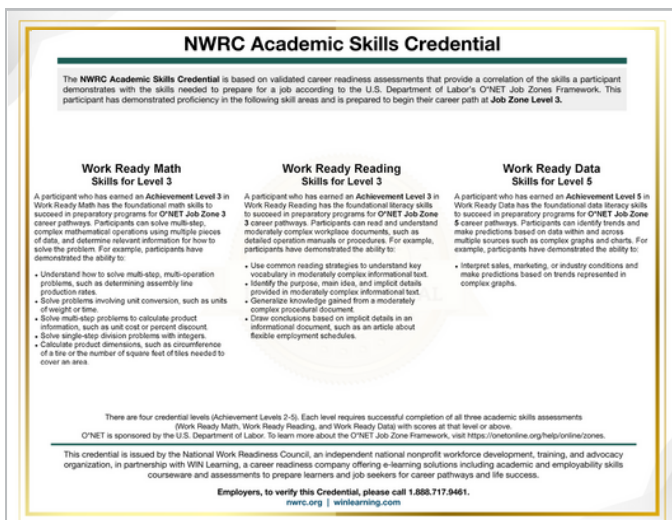 NWRC Academic Skills Credential
The NWRC Academic Skills Credential is based on validated career readiness assessments that provide a correlation of the skills a participant
demonstrates with the skills needed to prepare for a job according to the U.S. Department of Labor's O*NET Job Zones Framework. This
participant has demonstrated proficiency in the following skill areas and is prepared to begin their career path at Job Zone Level 3.
Work Ready Math
Skills for Level 3
A participant who has earned an Achievement Level 3 in
Work Ready Math has the foundational math skills to
succeed in preparatory programs for O*NET Job Zone 3
career pathways. Participants can solve multi-step,
complex mathematical operations using multiple pieces
of data, and determine relevant information for how to
solve the problem. For example, participants have
demonstrated the ability to:
• Understand how to solve multi-step, multi-operation
problems, such as determining assembly line
production rates.
• Solve problems involving unit conversion, such as units
of weight or time.
• Solve multi-step problems to calculate product
information, such as unit cost or percent discount.
• Solve single-step division problems with integers.
• Calculate product dimensions, such as circumference
of a tire or the number of square feet of tiles needed to
cover an area.
Work Ready Reading
Skills for Level 3
A participant who has earned an Achievement Level 3 in
Work Ready Reading has the foundational literacy skills
to succeed in preparatory programs for O*NET Job Zone
3 career pathways. Participants can read and understand
moderately complex workplace documents, such as
detailed operation manuals or procedures. For example,
participants have demonstrated the ability to:
• Use common reading strategies to understand key
vocabulary in moderately complex informational text.
• Identify the purpose, main idea, and implicit details
provided in moderately complex informational text.
• Generalize knowledge gained from a moderately
complex procedural document.
• Draw conclusions based on implicit details in an
informational document, such as an article about
flexible employment schedules.
Work Ready Data
Skills for Level 5
A participant who has earned an Achievement Level 5 in
Work Ready Data has the foundational data literacy skills
to succeed in preparatory programs for O*NET Job Zone
5 career pathways. Participants can identify trends and
make predictions based on data within and across
multiple sources such as complex graphs and charts. For
example, participants have demonstrated the ability to:
• Interpret sales, marketing, or industry conditions and
make predictions based on trends represented in
complex graphs.
There are four credential levels (Achievement Levels 2-5). Each level requires successful completion of all three academic skills assessments
(Work Ready Math, Work Ready Reading, and Work Ready Data) with scores at that level or above.
O*NET is sponsored by the U.S. Department of Labor. To learn more about the O*NET Job Zone Framework, visit https://onetonline.org/help/online/zones.
This credential is issued by the National Work Readiness Council, an independent national nonprofit workforce development, training, and advocacy
organization, in partnership with WIN Learning, a career readiness company offering e-learning solutions including academic and employability skills
courseware and assessments to prepare learners and job seekers for career pathways and life success.
Employers, to verify this Credential, please call 1.888.717.9461.
nwrc.org | winlearning.com